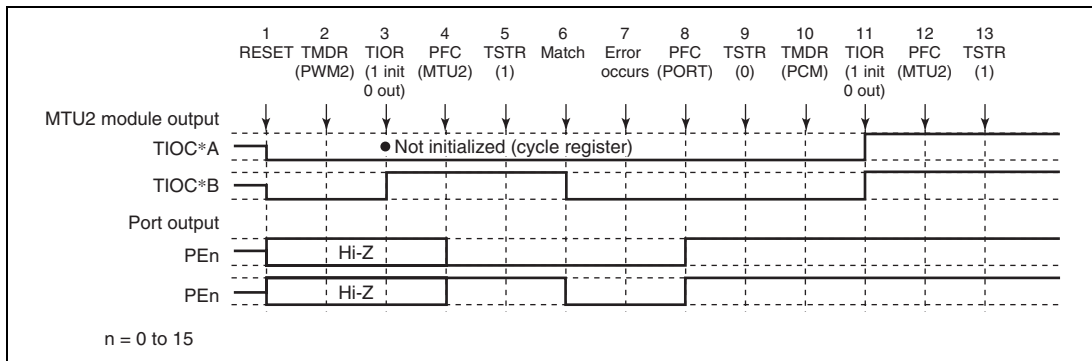 1 2 3 4 5 6 7 8 9 10 11 12 13
RESET TMDR TIOR PFC TSTR Match Error PFC TSTR TMDR TIOR PFC TSTR
(PWM2) (1 init (MTU2) (1) occurs (PORT) (0) (PCM) (1 init (MTU2) (1)
0 out) 0 out)
MTU2 module output
TIOC*A
● Not initialized (cycle register)
TIOC*B
Port output
PEn Hi-Z
PEn Hi-Z
n = 0 to 15